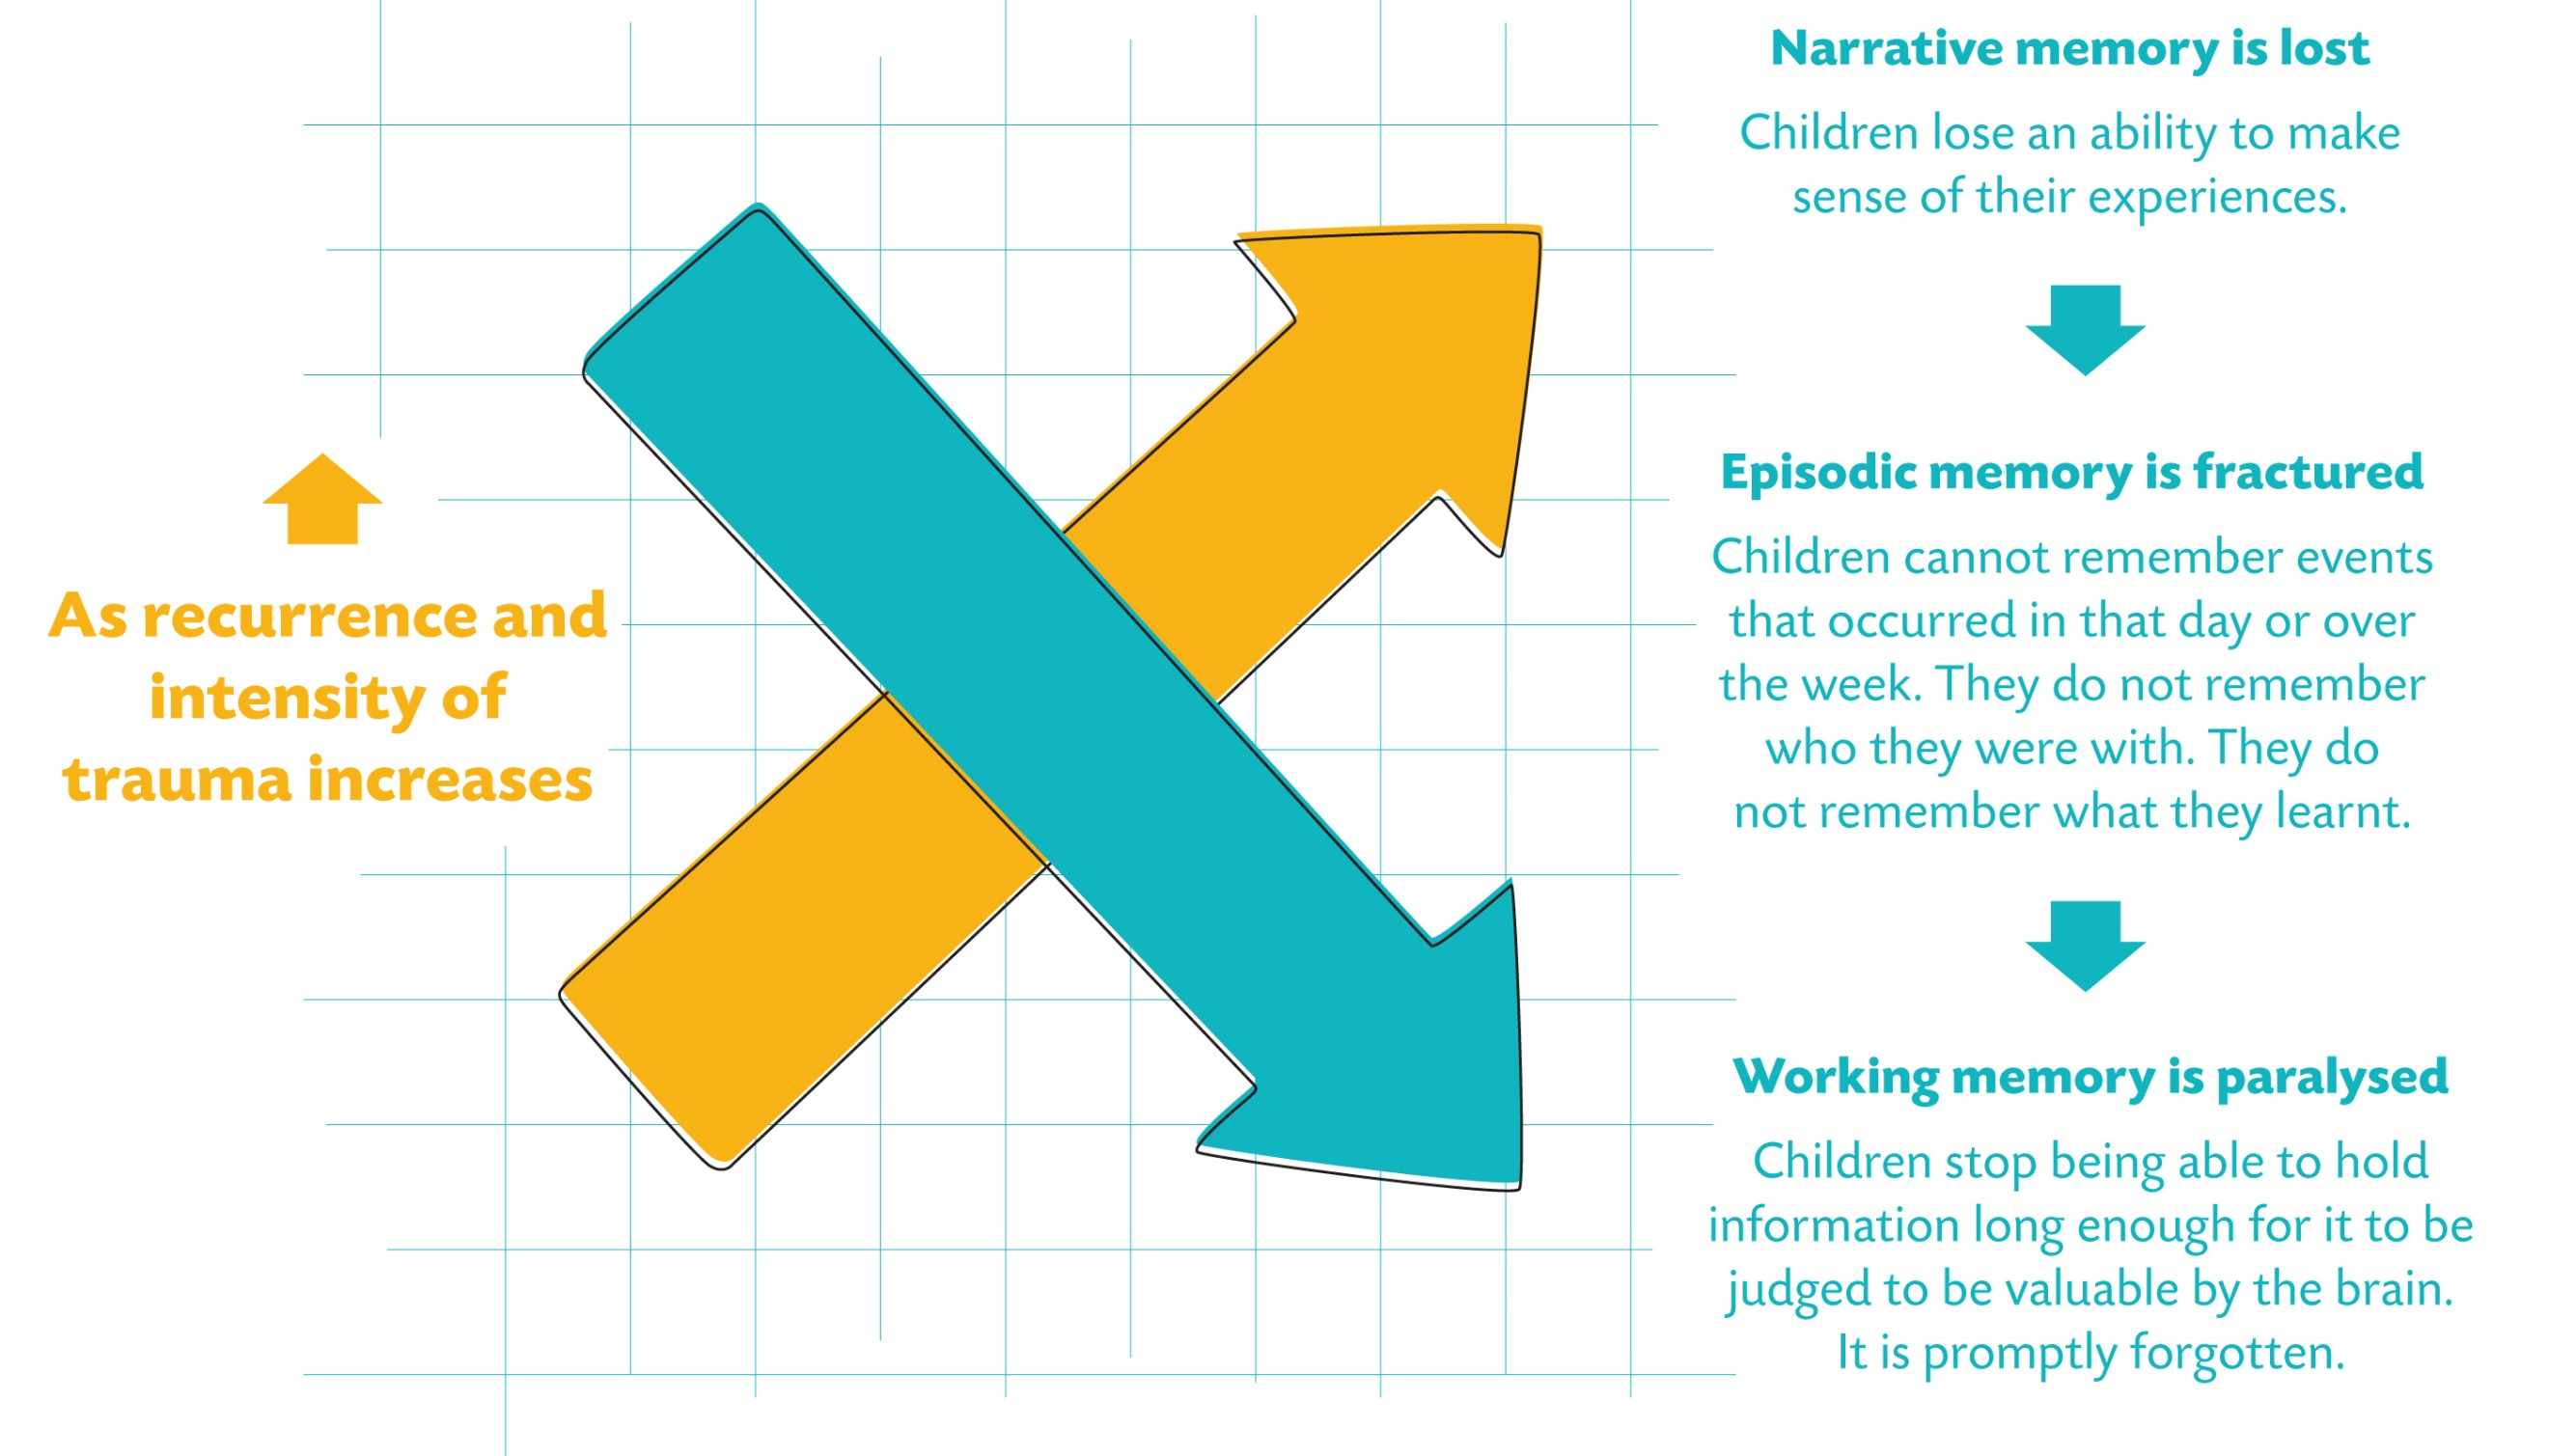 As recurrence and
intensity of
trauma increases
Narrative memory is lost
Children lose an ability to make
sense of their experiences.
Episodic memory is fractured
Children cannot remember events
that occurred in that day or over
the week. They do not remember
who they were with. They do
not remember what they learnt.
Working memory is paralysed
Children stop being able to hold
information long enough for it to be
judged to be valuable by the brain.
It is promptly forgotten.